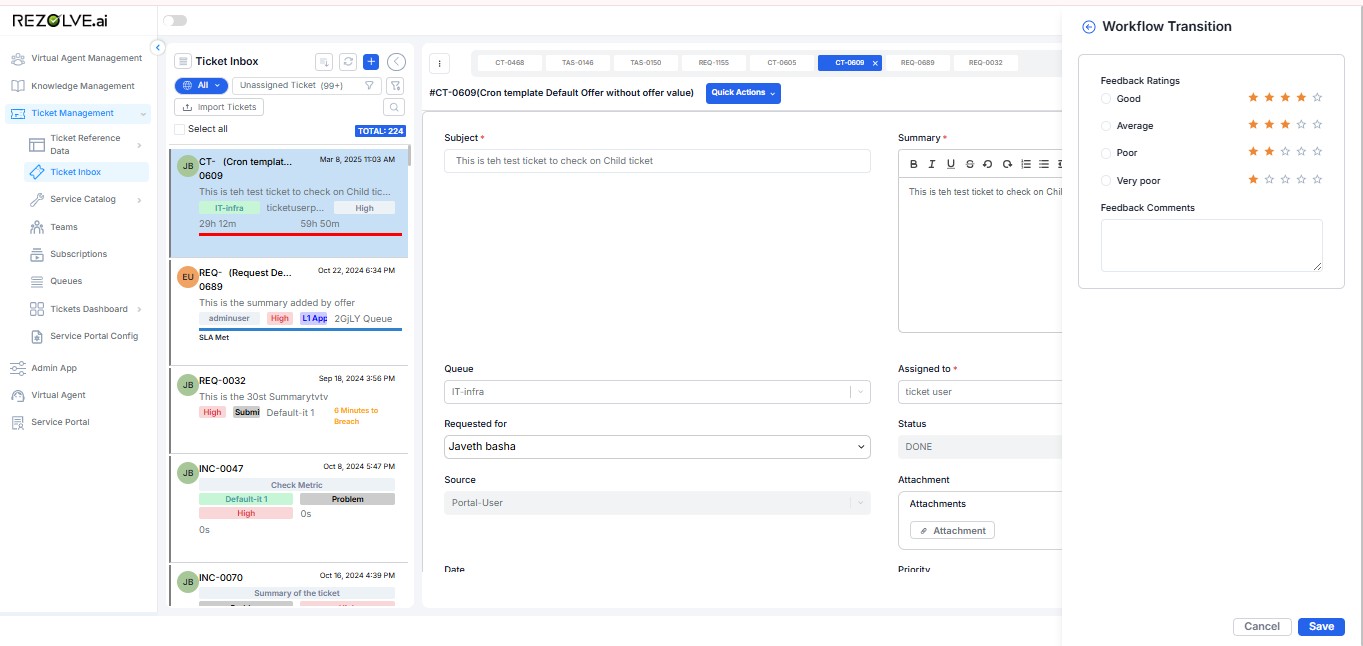 REZOLVE.ai
Virtual Agent Management
Knowledge Management
Ticket Management
Ticket Reference
Data
Ticket Inbox
Service Catalog
Teams
Subscriptions
Queues
Tickets Dashboard
Service Portal Config
Admin App
Virtual Agent
Service Portal
Ticket Inbox
All
Unassigned Ticket (99+)
Import Tickets
Select all
TOTAL: 224
JB
CT- (Cron templat...
Mar 8, 2025 11:03 AM
0609
This is teh test ticket to check on Child tic...
IT-infra ticketuserp... High
29h 12m 59h 50m
EU
REQ- (Request De...
Oct 22, 2024 6:34 PM
0689
This is the summary added by offer
adminuser High L1 App 2GjLY Queue
SLA Met
JB
REQ-0032
Sep 18, 2024 3:56 PM
This is the 30st Summarytvtv
High Submi Default-it 1 6 Minutes to
Breach
JB
INC-0047
Oct 8, 2024 5:47 PM
Check Metric
Default-it 1 Problem
High 0s
0s
JB
INC-0070
Oct 16, 2024 4:39 PM
Summary of the ticket
CT-0468 TAS-0146 TAS-0150 REQ-1155 CT-0605 CT-0609 REQ-0689 REQ-0032
#CT-0609(Cron template Default Offer without offer value)
Quick Actions
Subject *
This is teh test ticket to check on Child ticket
Summary *
B I U S
This is teh test ticket to check on Chil
Queue
IT-infra
Assigned to *
ticket user
Requested for
Javeth basha
Status
DONE
Source
Portal-User
Attachment
Attachments
Attachment
Date
Priority
Workflow Transition
Feedback Ratings
Good
Average
Poor
Very poor
Feedback Comments
Cancel Save